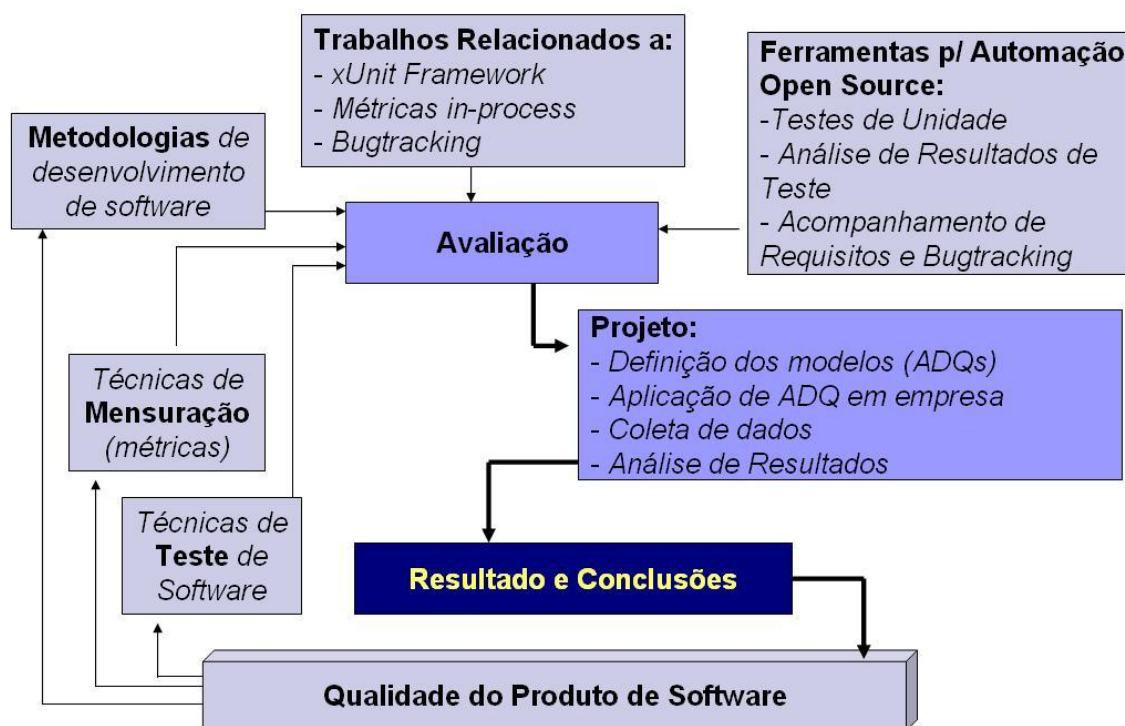 Trabalhos Relacionados a:
- xUnit Framework
- Métricas in-process
- Bugtracking
Ferramentas p/ Automação
Open Source:
-Testes de Unidade
- Análise de Resultados de
Teste
- Acompanhamento de
Requisitos e Bugtracking
Metodologias de
desenvolvimento
de software
Avaliação
Projeto:
- Definição dos modelos (ADQs)
- Aplicação de ADQ em empresa
- Coleta de dados
- Análise de Resultados
Técnicas de
Mensuração
(métricas)
Técnicas de
Teste de
Software
Resultado e Conclusões
Qualidade do Produto de Software